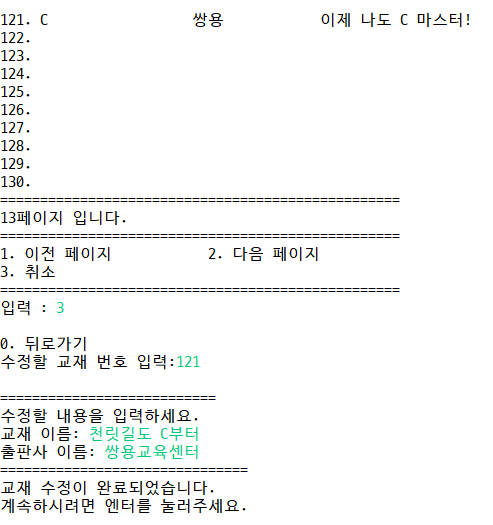 121. C 쌍용 이제 나도 C 마스터!
122.
123.
124.
125.
126.
127.
128.
129.
130.
==================================================
13페이지 입니다.
==================================================
1. 이전 페이지 2. 다음 페이지
3. 취소
==================================================
입력 : 3
0. 뒤로가기
수정할 교재 번호 입력:121
===========================
수정할 내용을 입력하세요.
교재 이름: 천릿길도 C부터
출판사 이름: 쌍용교육센터
===============================
교재 수정이 완료되었습니다.
계속하시려면 엔터를 눌러주세요.